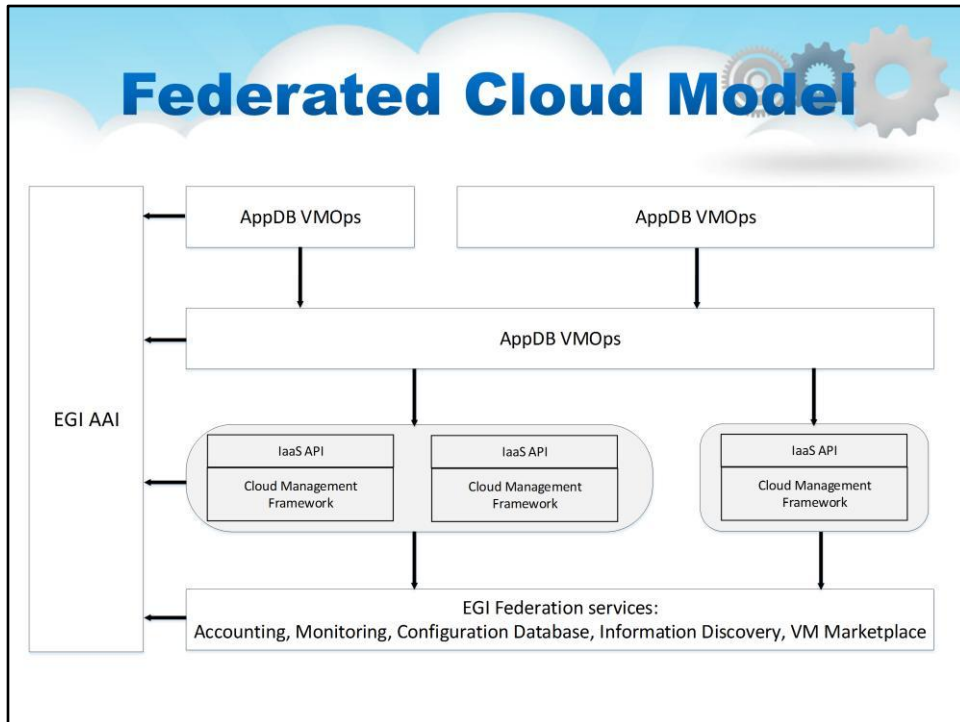 Federated Cloud Model
AppDB VMOps
AppDB VMOps
AppDB VMOps
EGI AAI
IaaS API
Cloud Management
Framework
IaaS API
Cloud Management
Framework
IaaS API
Cloud Management
Framework
EGI Federation services:
Accounting, Monitoring, Configuration Database, Information Discovery, VM Marketplace